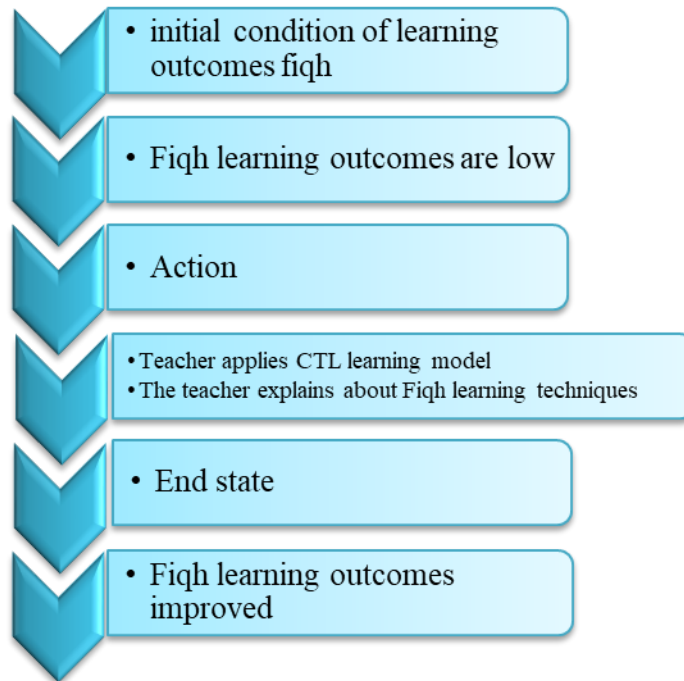 • initial condition of learning
outcomes fiqh
• Fiqh learning outcomes are low
• Action
• Teacher applies CTL learning model
• The teacher explains about Fiqh learning techniques
• End state
• Fiqh learning outcomes
improved